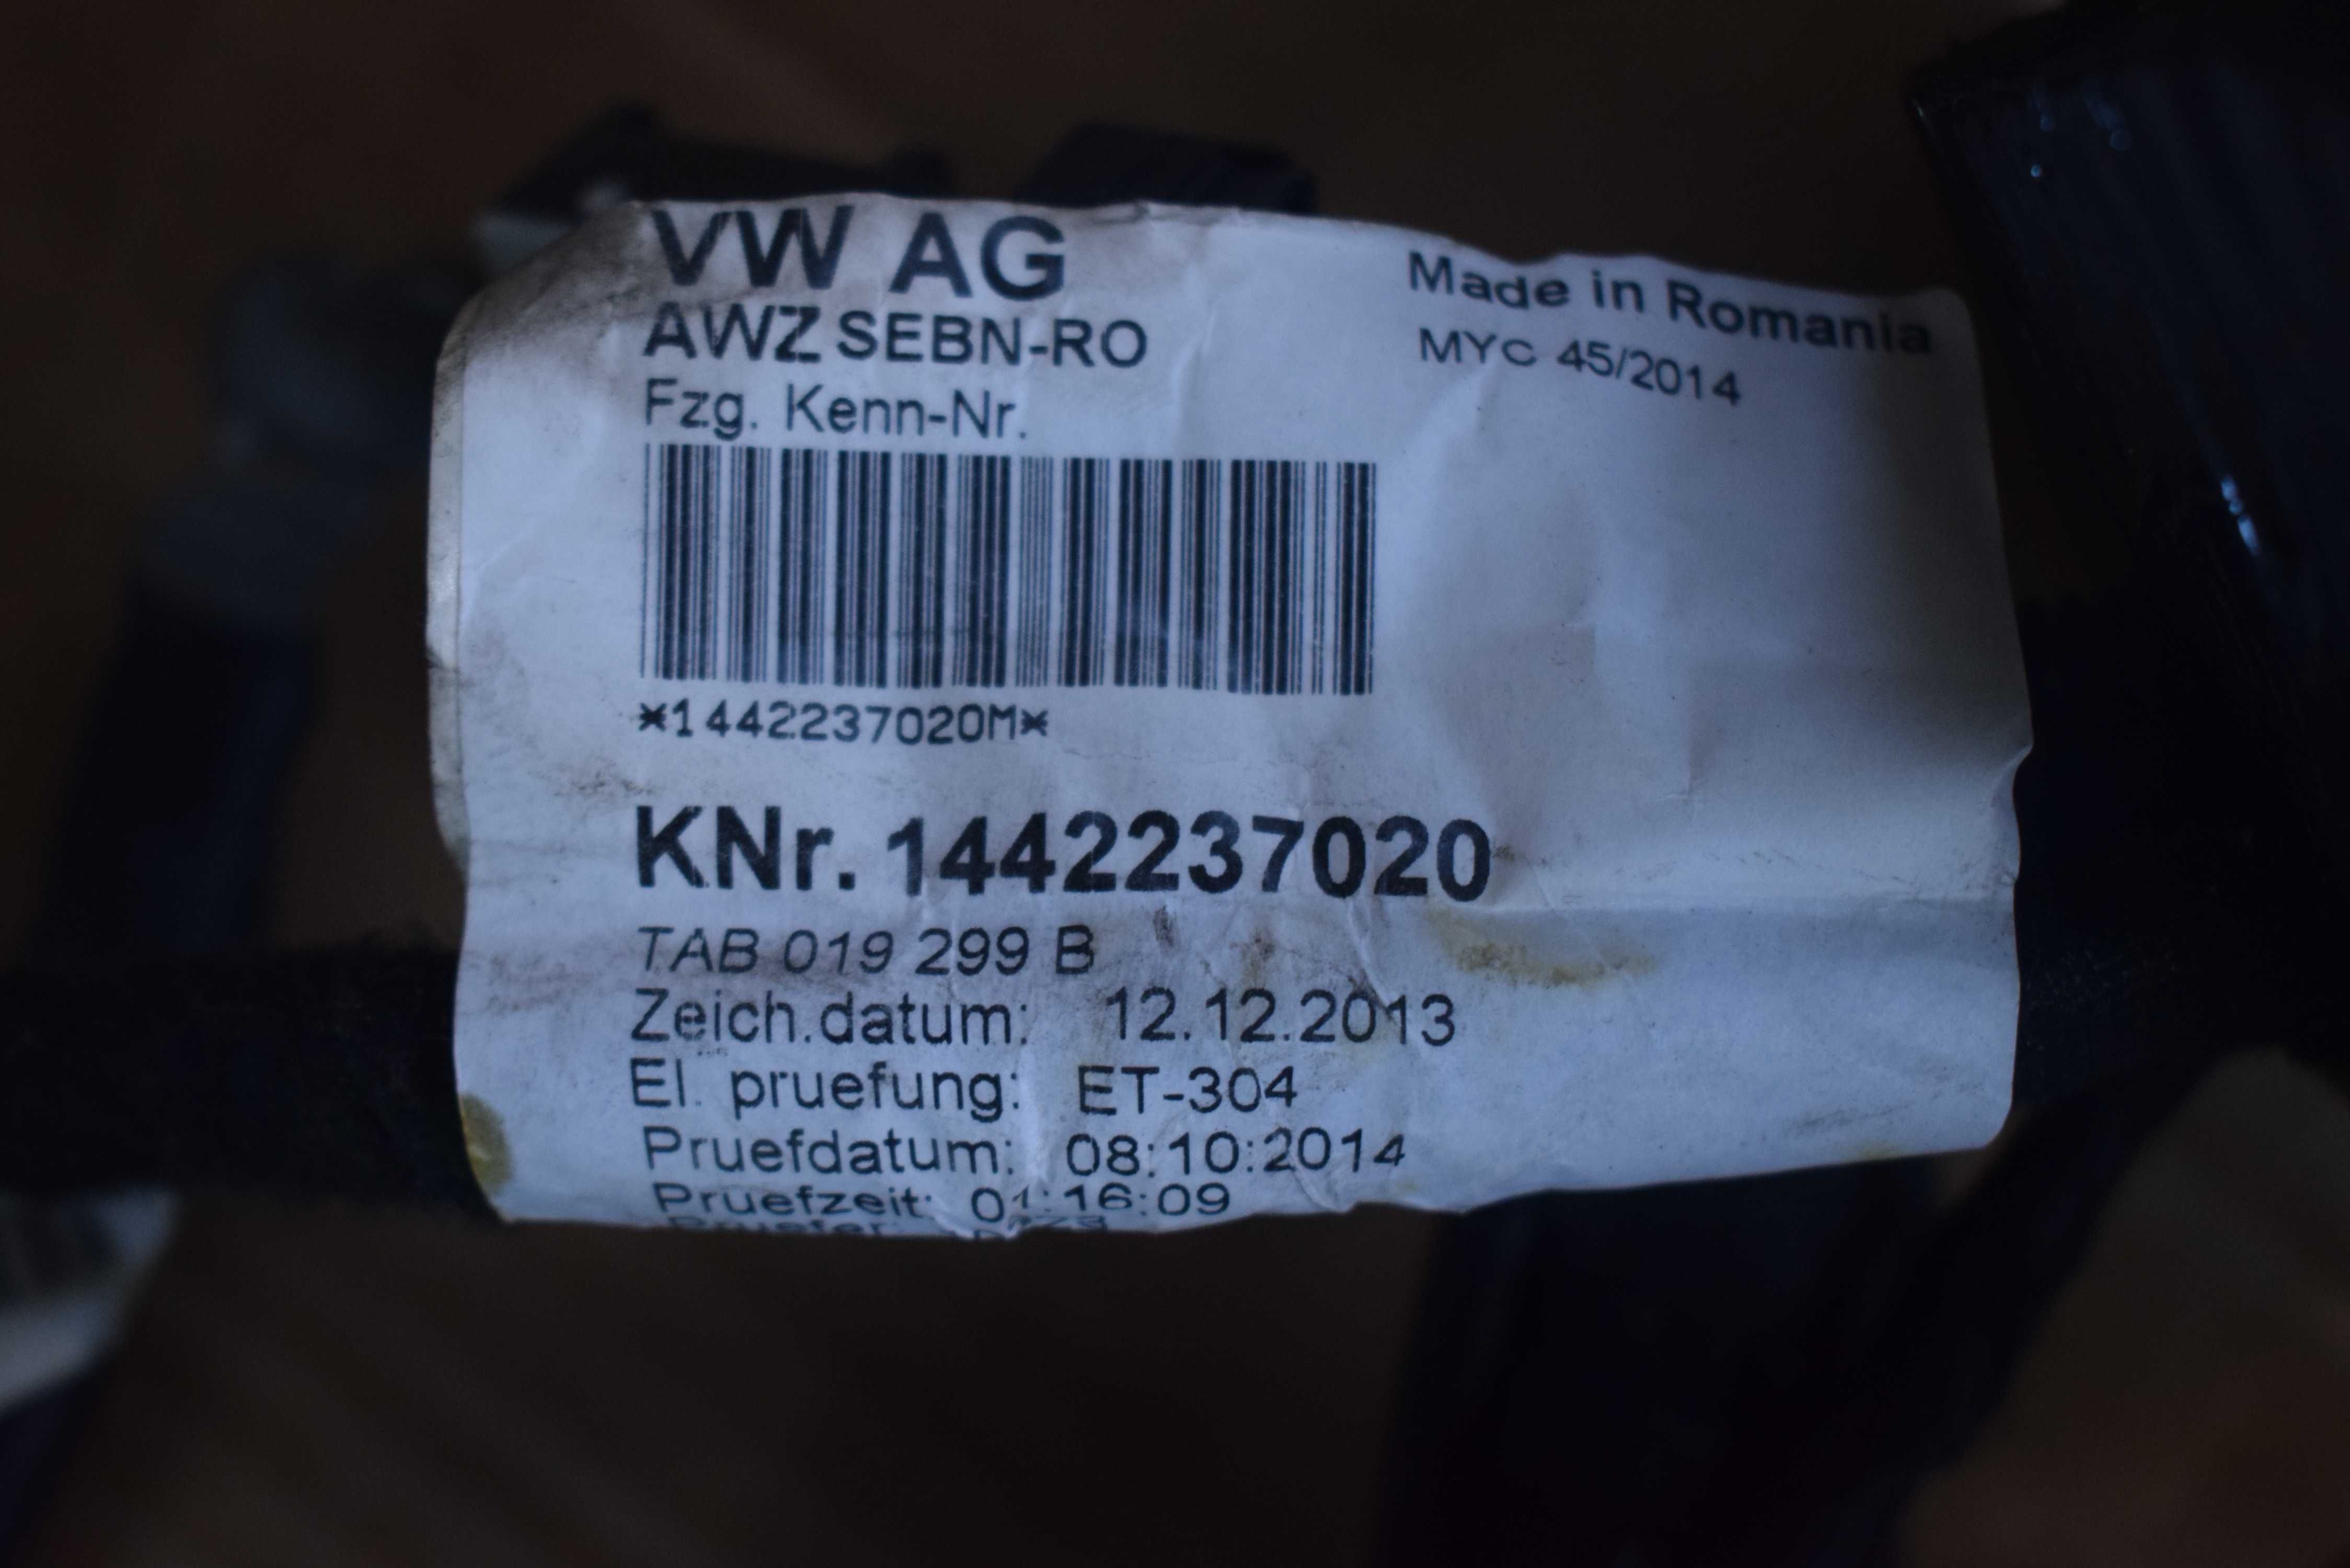 VW AG
AWZ SEBN-RO
Fzg. Kenn-Nr.
Made in Romania
MYC 45/2014
*1442237020M*
KNr. 1442237020
TAB 019 299 B
Zeich.datum: 12.12.2013
El. pruefung: ET-304
Pruefdatum: 08:10:2014
Pruefzeit: 01:16:09
Pruefer: